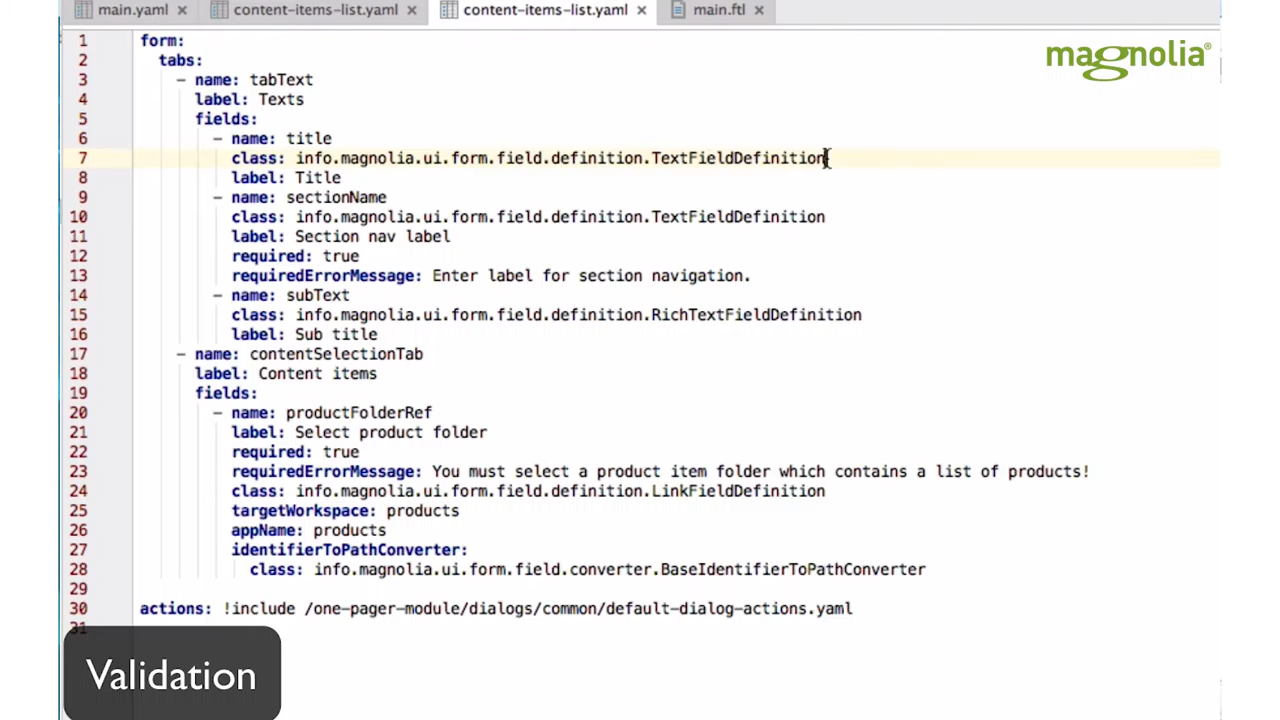 main.yaml content-items-list.yaml content-items-list.yaml main.ftl
magnolia®
1 form:
2 tabs:
3 - name: tabText
4 label: Texts
5 fields:
6 - name: title
7 class: info.magnolia.ui.form.field.definition.TextFieldDefinition
8 label: Title
9 - name: sectionName
10 class: info.magnolia.ui.form.field.definition.TextFieldDefinition
11 label: Section nav label
12 required: true
13 requiredErrorMessage: Enter label for section navigation.
14 - name: subText
15 class: info.magnolia.ui.form.field.definition.RichTextFieldDefinition
16 label: Sub title
17 - name: contentSelectionTab
18 label: Content items
19 fields:
20 - name: productFolderRef
21 label: Select product folder
22 required: true
23 requiredErrorMessage: You must select a product item folder which contains a list of products!
24 class: info.magnolia.ui.form.field.definition.LinkFieldDefinition
25 targetWorkspace: products
26 appName: products
27 identifierToPathConverter:
28 class: info.magnolia.ui.form.field.converter.BaseIdentifierToPathConverter
29
30 actions: !include /one-pager-module/dialogs/common/default-dialog-actions.yaml
31
Validation